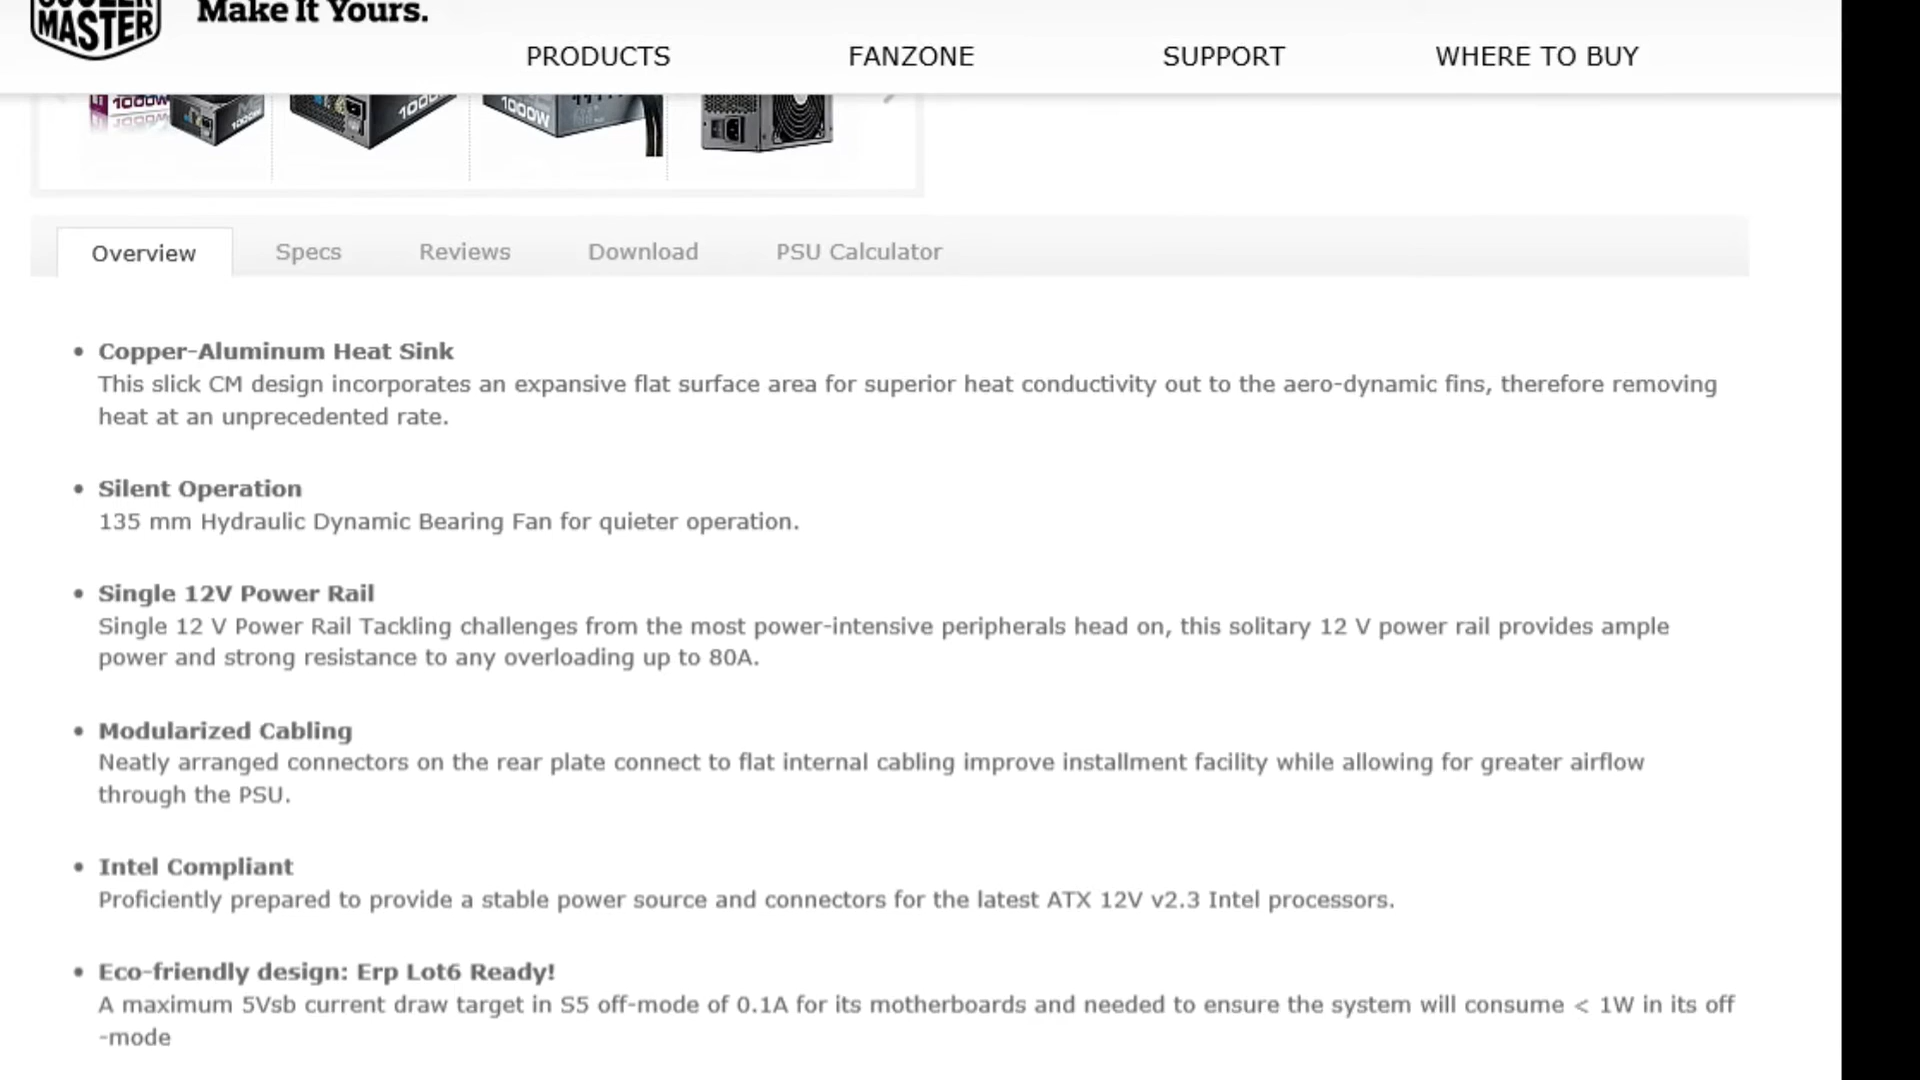 COOLER
MASTER
Make It Yours.
PRODUCTS FANZONE SUPPORT WHERE TO BUY
1000W 1000W 1000W 1000W
Overview Specs Reviews Download PSU Calculator
• Copper-Aluminum Heat Sink
This slick CM design incorporates an expansive flat surface area for superior heat conductivity out to the aero-dynamic fins, therefore removing
heat at an unprecedented rate.
• Silent Operation
135 mm Hydraulic Dynamic Bearing Fan for quieter operation.
• Single 12V Power Rail
Single 12 V Power Rail Tackling challenges from the most power-intensive peripherals head on, this solitary 12 V power rail provides ample
power and strong resistance to any overloading up to 80A.
• Modularized Cabling
Neatly arranged connectors on the rear plate connect to flat internal cabling improve installment facility while allowing for greater airflow
through the PSU.
• Intel Compliant
Proficiently prepared to provide a stable power source and connectors for the latest ATX 12V v2.3 Intel processors.
• Eco-friendly design: Erp Lot6 Ready!
A maximum 5Vsb current draw target in S5 off-mode of 0.1A for its motherboards and needed to ensure the system will consume < 1W in its off
-mode